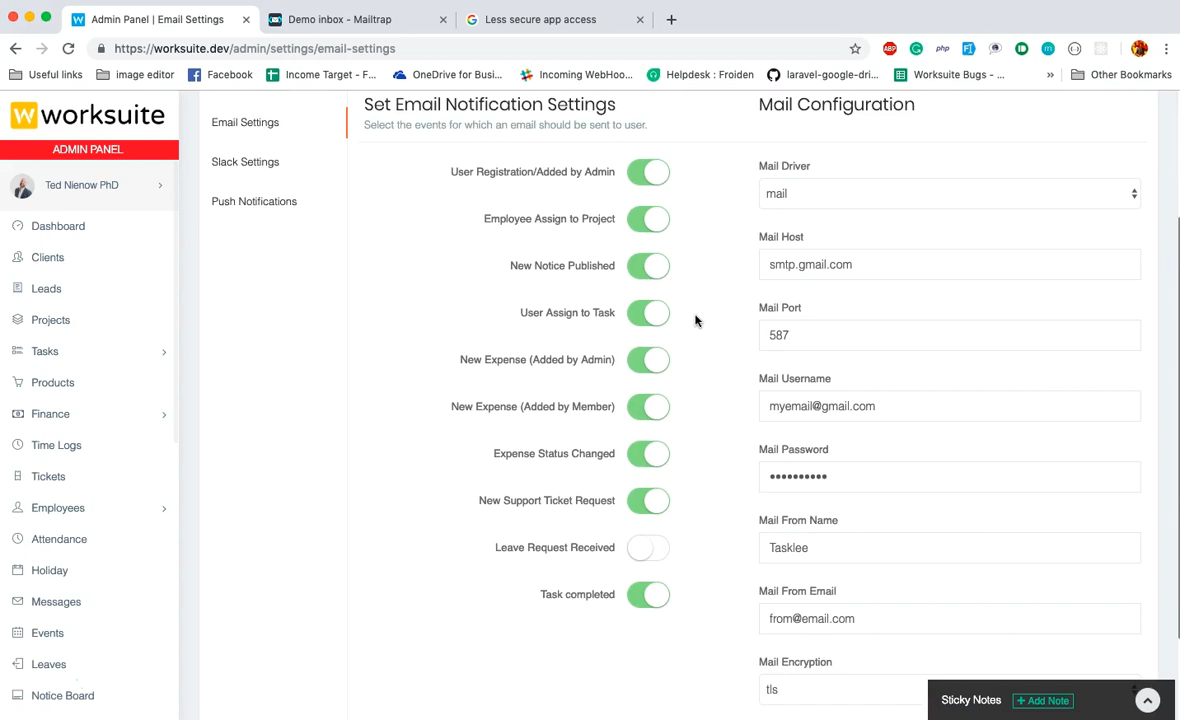 Admin Panel | Email Settings
Demo inbox - Mailtrap
Less secure app access
https://worksuite.dev/admin/settings/email-settings
ABP
php
Useful links
image editor
Facebook
Income Target - F...
OneDrive for Busi...
Incoming WebHoo...
Helpdesk : Froiden
laravel-google-dri...
Worksuite Bugs - ...
»
Other Bookmarks
worksuite
ADMIN PANEL
Ted Nienow PhD
Dashboard
Clients
Leads
Projects
Tasks
Products
Finance
Time Logs
Tickets
Employees
Attendance
Holiday
Messages
Events
Leaves
Notice Board
Email Settings
Slack Settings
Push Notifications
Set Email Notification Settings
Select the events for which an email should be sent to user.
User Registration/Added by Admin
Employee Assign to Project
New Notice Published
User Assign to Task
New Expense (Added by Admin)
New Expense (Added by Member)
Expense Status Changed
New Support Ticket Request
Leave Request Received
Task completed
Mail Configuration
Mail Driver
mail
Mail Host
smtp.gmail.com
Mail Port
587
Mail Username
myemail@gmail.com
Mail Password
••••••••••
Mail From Name
Tasklee
Mail From Email
from@email.com
Mail Encryption
tls
Sticky Notes
+ Add Note